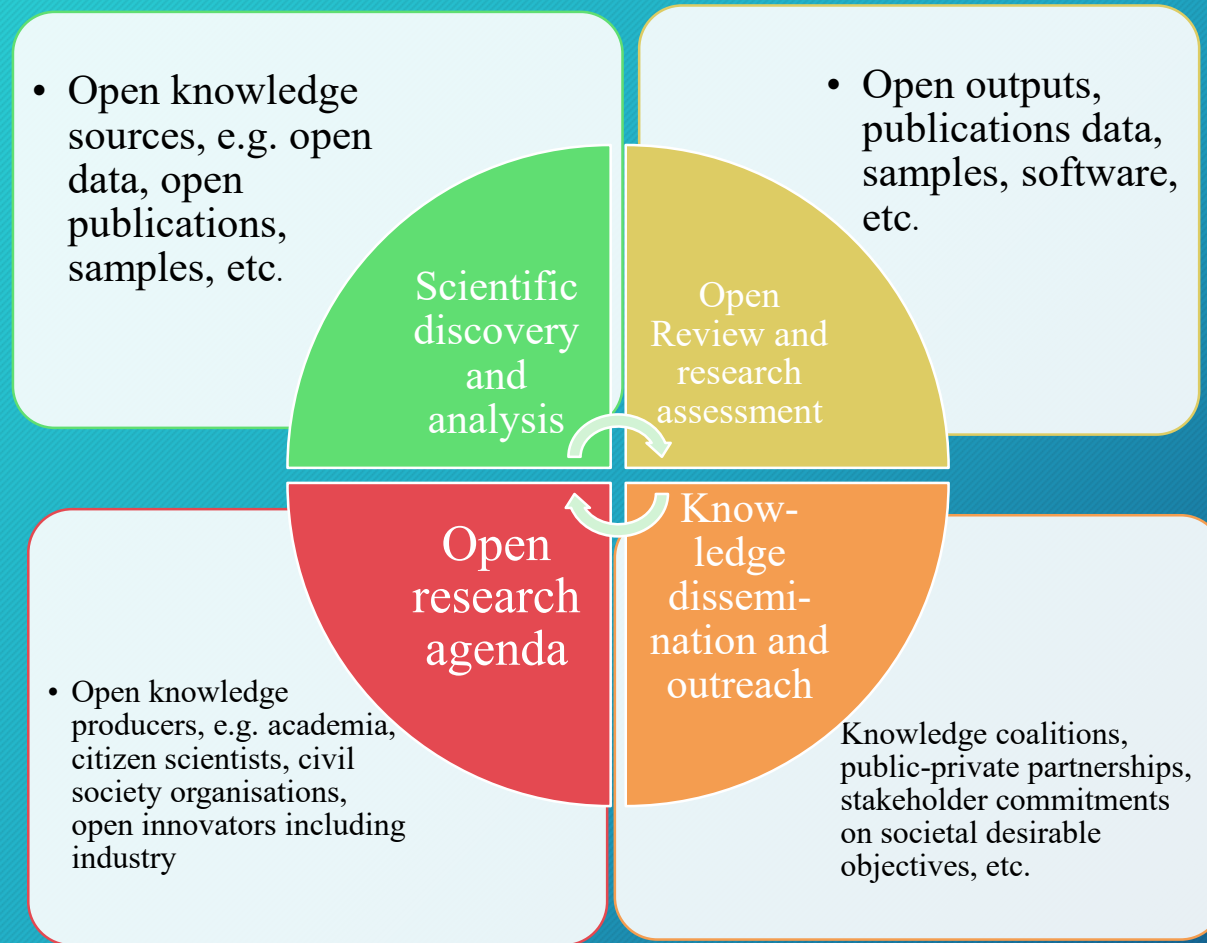 • Open knowledge
sources, e.g. open
data, open
publications,
samples, etc.
• Open outputs,
publications data,
samples, software,
etc.
Scientific
discovery
and
analysis
Open
Review and
research
assessment
Open
research
agenda
Know-
ledge
dissemi-
nation and
outreach
• Open knowledge
producers, e.g. academia,
citizen scientists, civil
society organisations,
open innovators including
industry
Knowledge coalitions,
public-private partnerships,
stakeholder commitments
on societal desirable
objectives, etc.